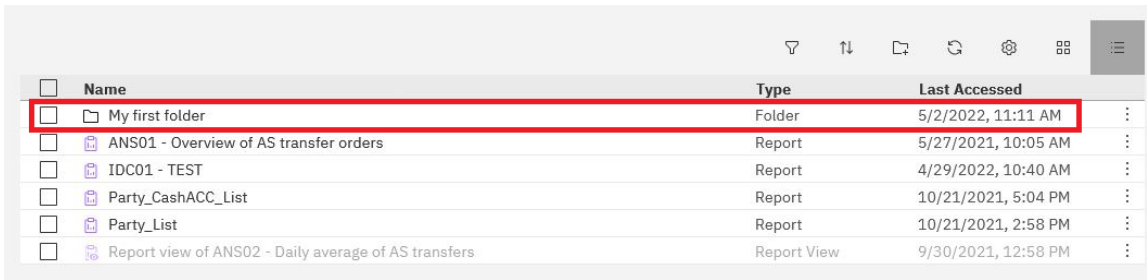 Name Type Last Accessed
My first folder Folder 5/2/2022, 11:11 AM
ANS01 - Overview of AS transfer orders Report 5/27/2021, 10:05 AM
IDC01 - TEST Report 4/29/2022, 10:40 AM
Party_CashACC_List Report 10/21/2021, 5:04 PM
Party_List Report 10/21/2021, 2:58 PM
Report view of ANS02 - Daily average of AS transfers Report View 9/30/2021, 12:58 PM